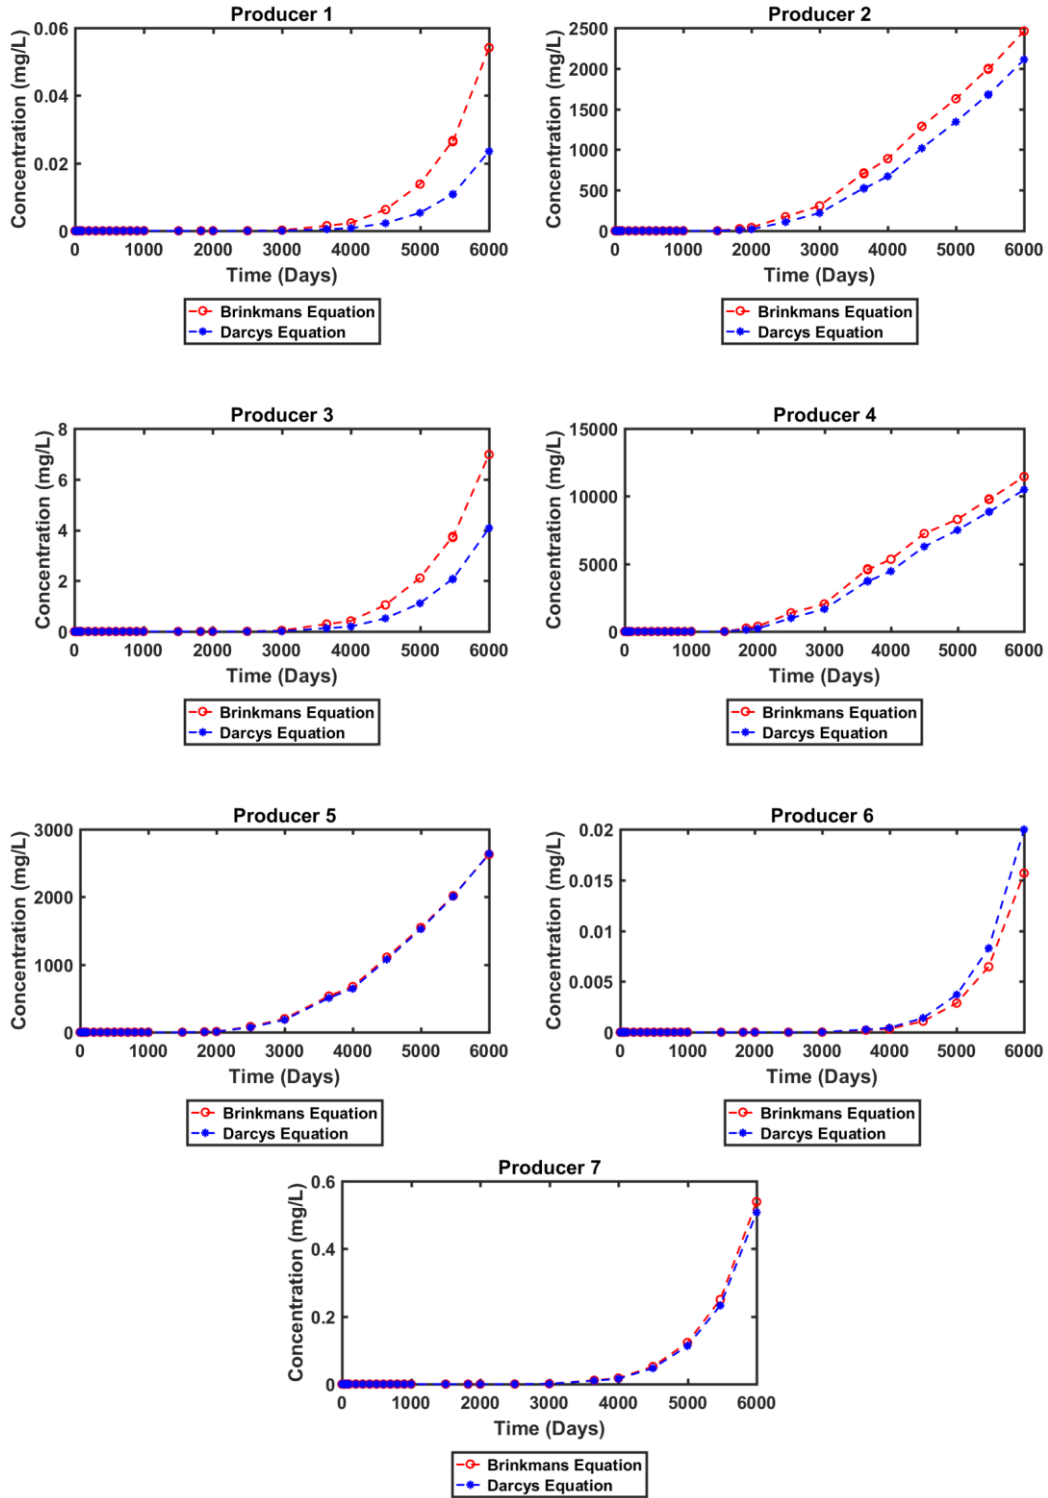 Producer 1
Concentration (mg/L)
0.06
0.04
0.02
0
0 1000 2000 3000 4000 5000 6000
Time (Days)
Brinkmans Equation
Darcys Equation
Producer 2
Concentration (mg/L)
2500
2000
1500
1000
500
0
0 1000 2000 3000 4000 5000 6000
Time (Days)
Brinkmans Equation
Darcys Equation
Producer 3
Concentration (mg/L)
8
6
4
2
0
0 1000 2000 3000 4000 5000 6000
Time (Days)
Brinkmans Equation
Darcys Equation
Producer 4
Concentration (mg/L)
15000
10000
5000
0
0 1000 2000 3000 4000 5000 6000
Time (Days)
Brinkmans Equation
Darcys Equation
Producer 5
Concentration (mg/L)
3000
2000
1000
0
0 1000 2000 3000 4000 5000 6000
Time (Days)
Brinkmans Equation
Darcys Equation
Producer 6
Concentration (mg/L)
0.02
0.015
0.01
0.005
0
0 1000 2000 3000 4000 5000 6000
Time (Days)
Brinkmans Equation
Darcys Equation
Producer 7
Concentration (mg/L)
0.6
0.4
0.2
0
0 1000 2000 3000 4000 5000 6000
Time (Days)
Brinkmans Equation
Darcys Equation